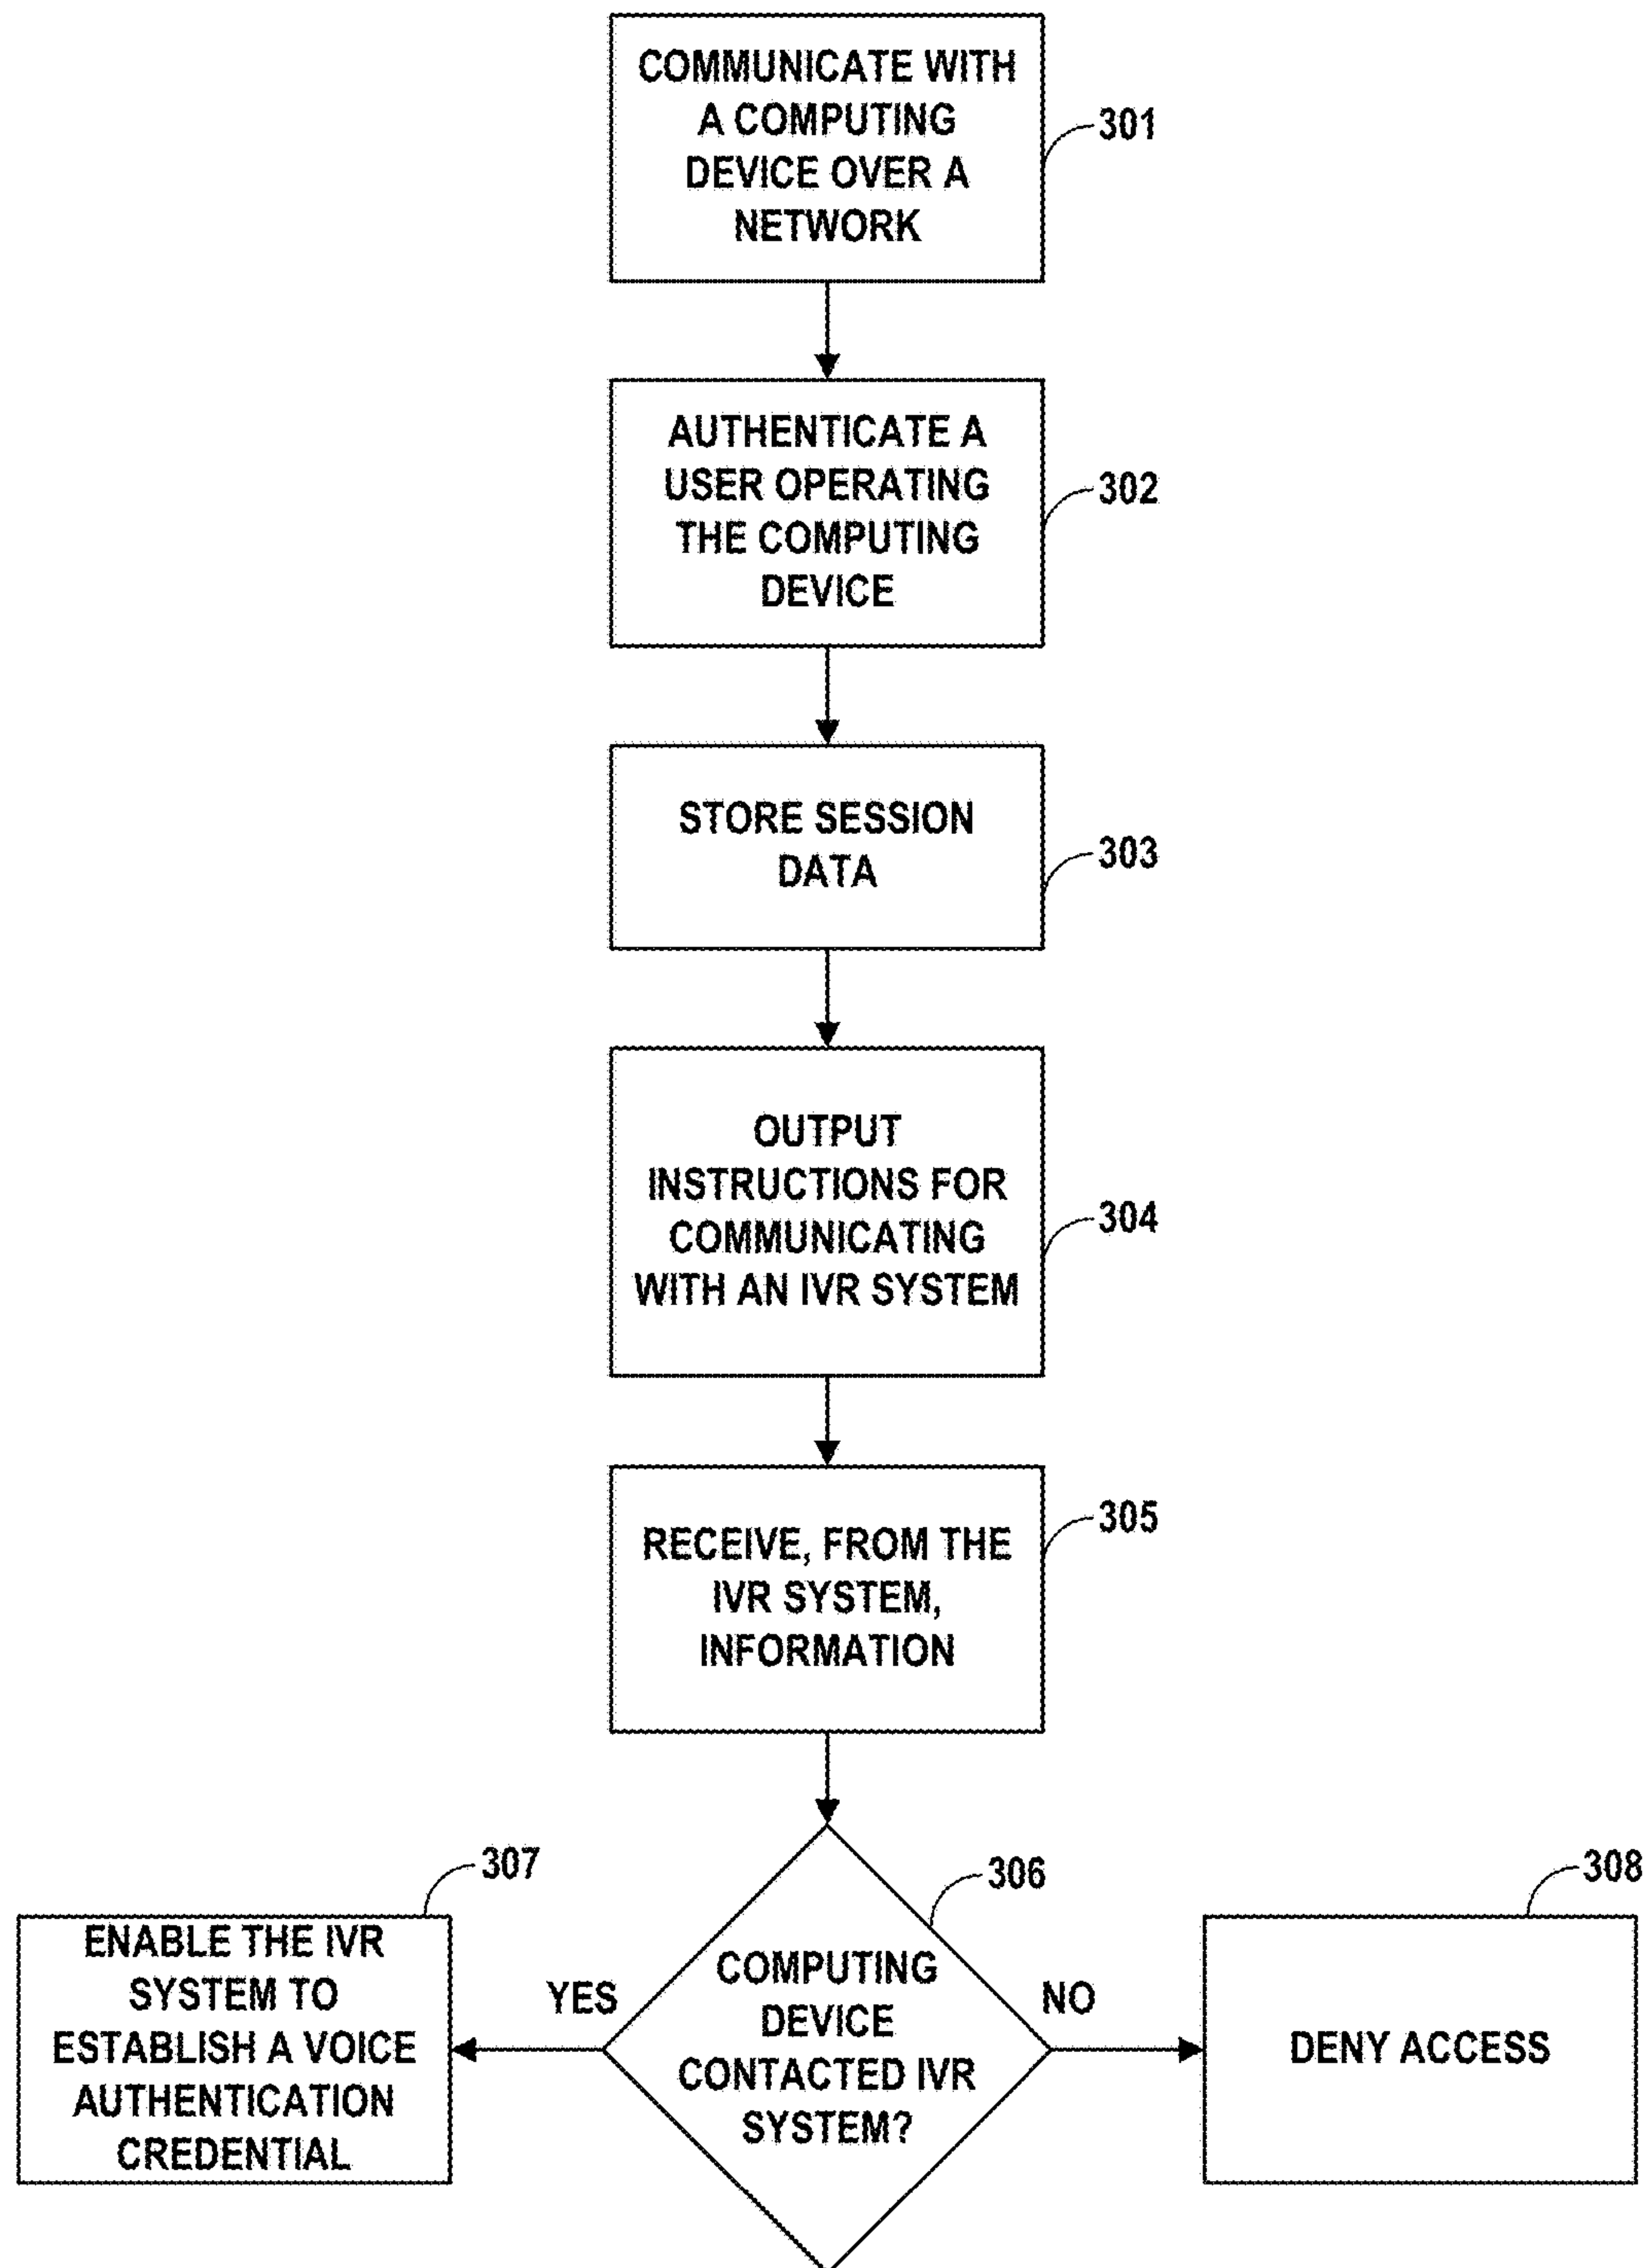 COMMUNICATE WITH
A COMPUTING
DEVICE OVER A
NETWORK
301
AUTHENTICATE A
USER OPERATING
THE COMPUTING
DEVICE
302
STORE SESSION
DATA
303
OUTPUT
INSTRUCTIONS FOR
COMMUNICATING
WITH AN IVR SYSTEM
304
RECEIVE, FROM THE
IVR SYSTEM,
INFORMATION
305
COMPUTING
DEVICE
CONTACTED IVR
SYSTEM?
306
YES
ENABLE THE IVR
SYSTEM TO
ESTABLISH A VOICE
AUTHENTICATION
CREDENTIAL
307
NO
DENY ACCESS
308